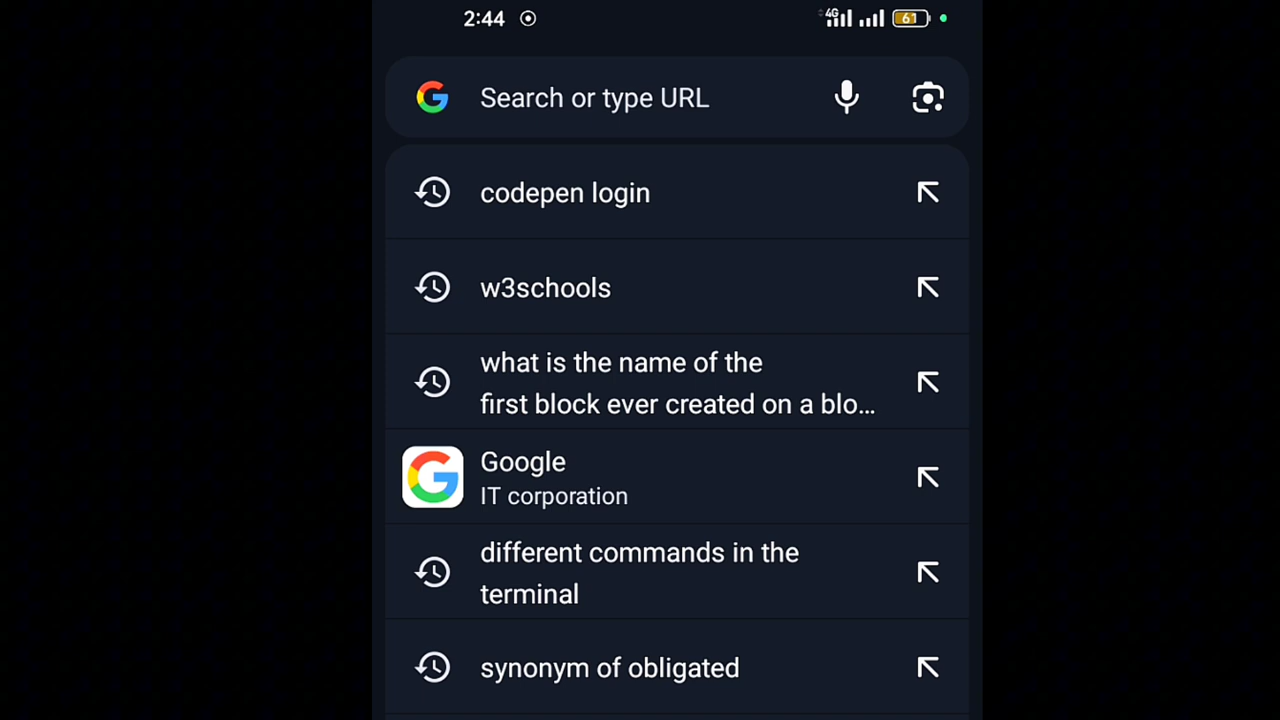 2:44
4G
61
Search or type URL
codepen login
w3schools
what is the name of the
first block ever created on a blo...
Google
IT corporation
different commands in the
terminal
synonym of obligated